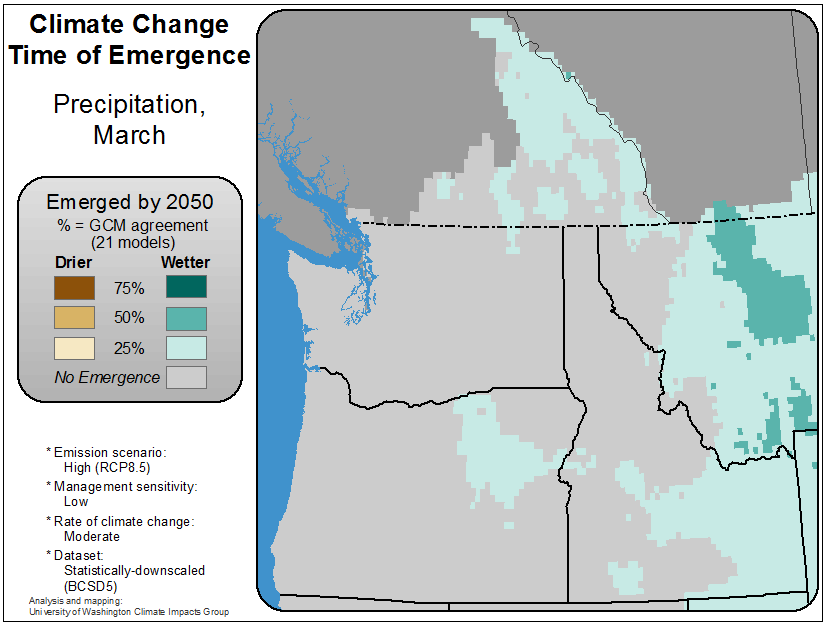 Climate Change
Time of Emergence
Precipitation,
March
Emerged by 2050
% = GCM agreement
(21 models)
Drier Wetter
75%
50%
25%
No Emergence
* Emission scenario:
High (RCP8.5)
* Management sensitivity:
Low
* Rate of climate change:
Moderate
* Dataset:
Statistically-downscaled
(BCSD5)
Analysis and mapping:
University of Washington Climate Impacts Group